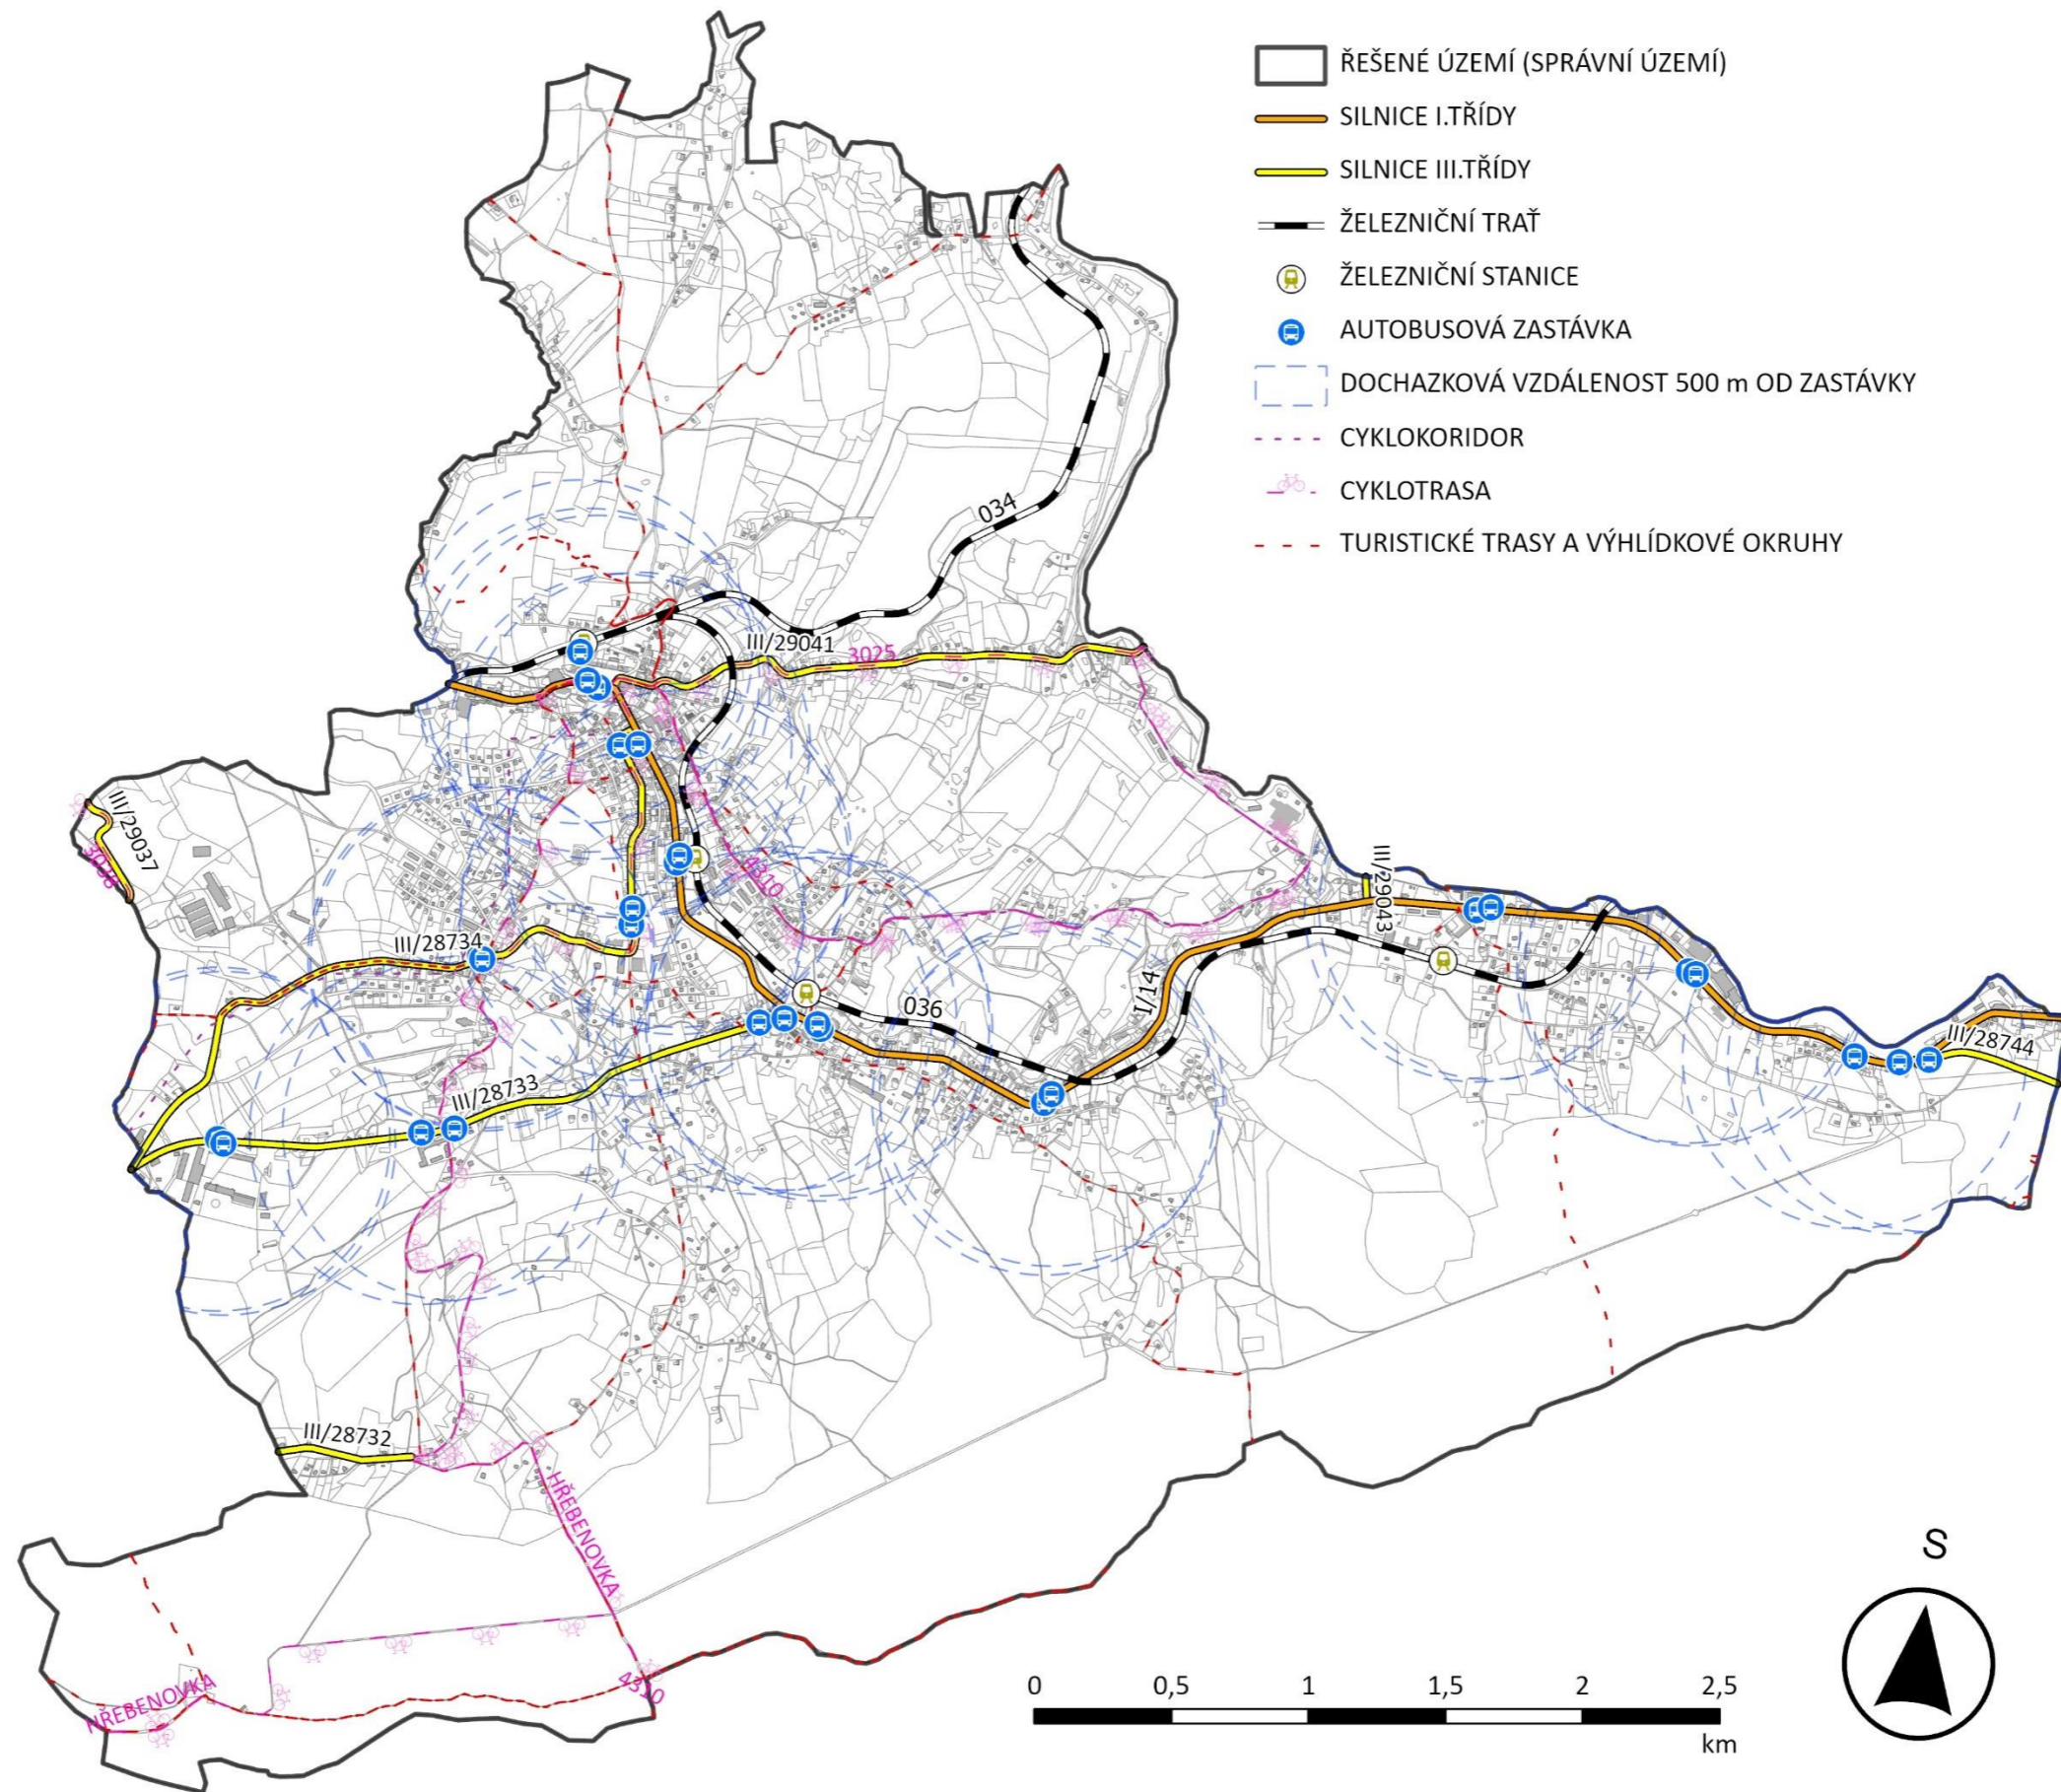 ŘEŠENÉ ÚZEMÍ (SPRÁVNÍ ÚZEMÍ)
SILNICE I.TŘÍDY
SILNICE III.TŘÍDY
ŽELEZNIČNÍ TRAŤ
ŽELEZNIČNÍ STANICE
AUTOBUSOVÁ ZASTÁVKA
DOCHAZKOVÁ VZDÁLENOST 500 m OD ZASTÁVKY
CYKLOKORIDOR
CYKLOTRASA
TURISTICKÉ TRASY A VÝHLÍDKOVÉ OKRUHY
034
III/29041
3025
III/29037
4310
III/29043
III/28734
I/14
036
III/28744
III/28733
III/28732
HŘEBENOVKA
HŘEBENOVKA
4310
S
0 0,5 1 1,5 2 2,5
km